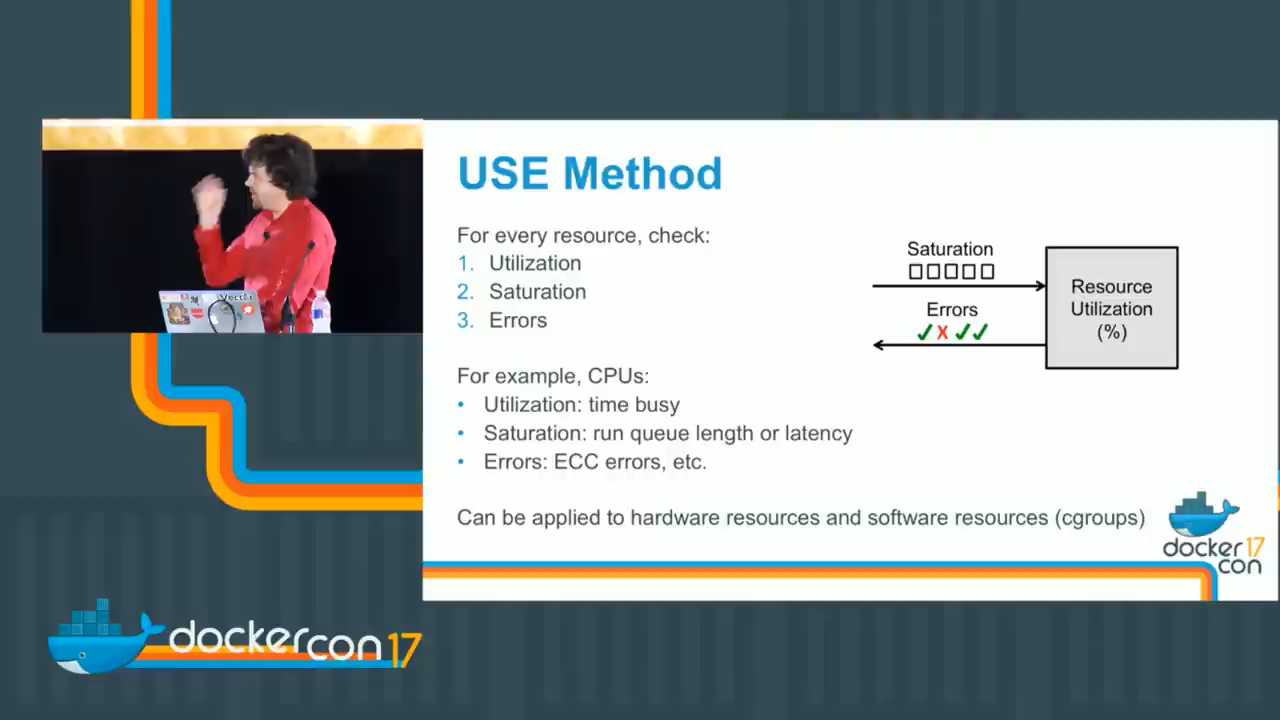 USE Method
For every resource, check:
1. Utilization
2. Saturation
3. Errors
For example, CPUs:
• Utilization: time busy
• Saturation: run queue length or latency
• Errors: ECC errors, etc.
Can be applied to hardware resources and software resources (cgroups)
Saturation
Errors
Resource
Utilization
(%)
docker 17
con
Vector
dockercon 17